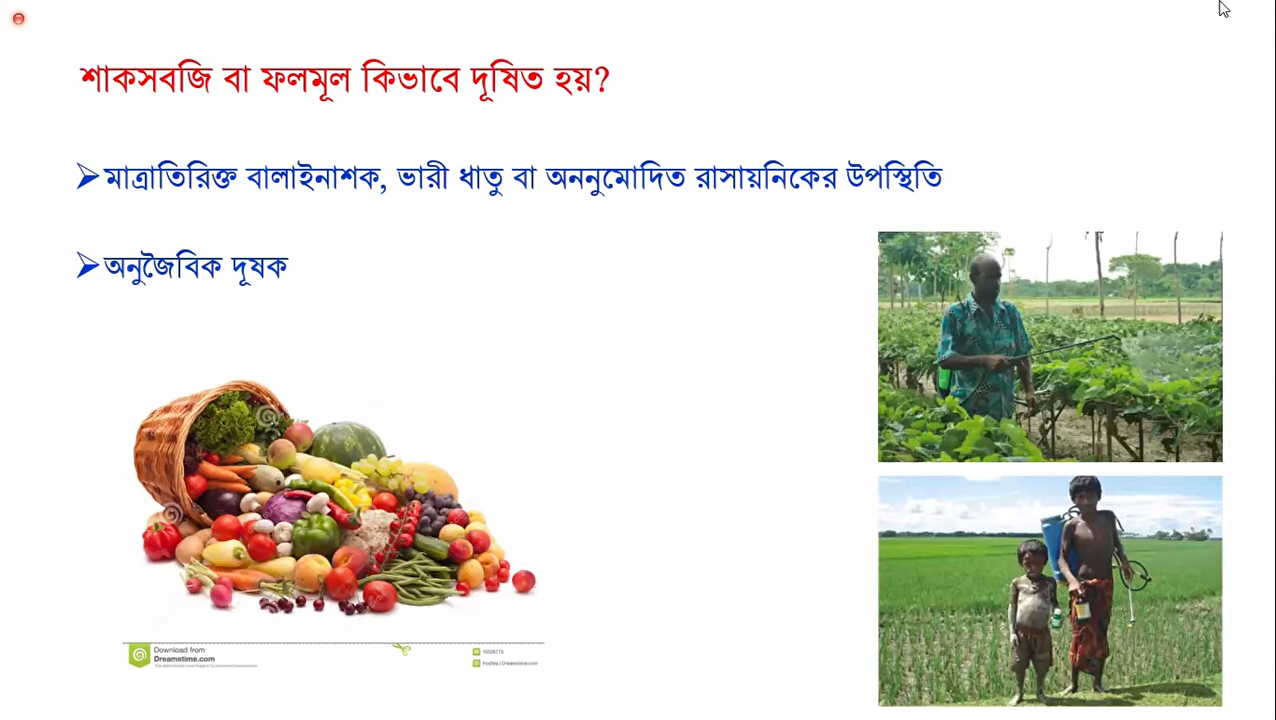 শাকসবজি বা ফলমূল কিভাবে দূষিত হয়?
➢মাত্রাতিরিক্ত বালাইনাশক, ভারী ধাতু বা অননুমোদিত রাসায়নিকের উপস্থিতি
➢অনুজৈবিক দূষক
Download from
Dreamstime.com